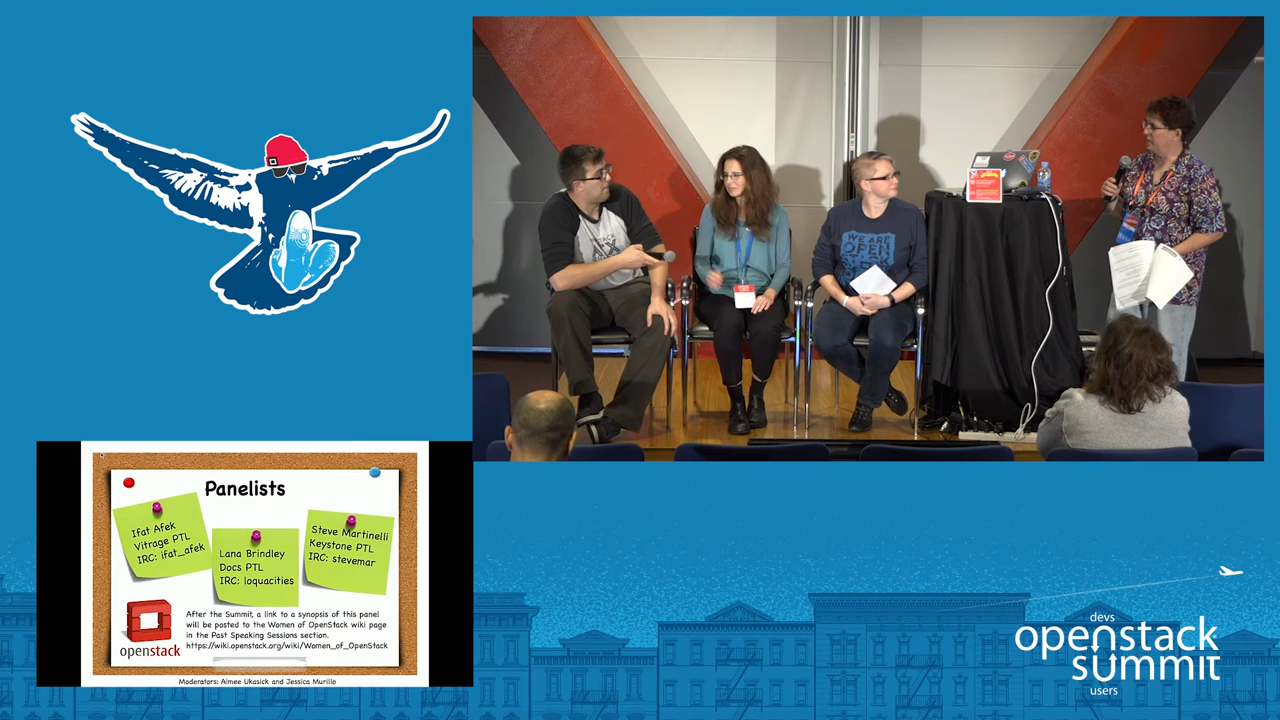 WE ARE
OPEN
Panelists
Ifat Afek
Vitrage PTL
IRC: ifat_afek
Lana Brindley
Docs PTL
IRC: loquacities
Steve Martinelli
Keystone PTL
IRC: stevemar
After the Summit, a link to a synopsis of this panel
will be posted to the Women of OpenStack wiki page
in the Past Speaking Sessions section.
https://wiki.openstack.org/wiki/Women_of_OpenStack
openstack
Moderators: Aimee Ukasick and Jessica Murillo
devs
openstack
summit
users